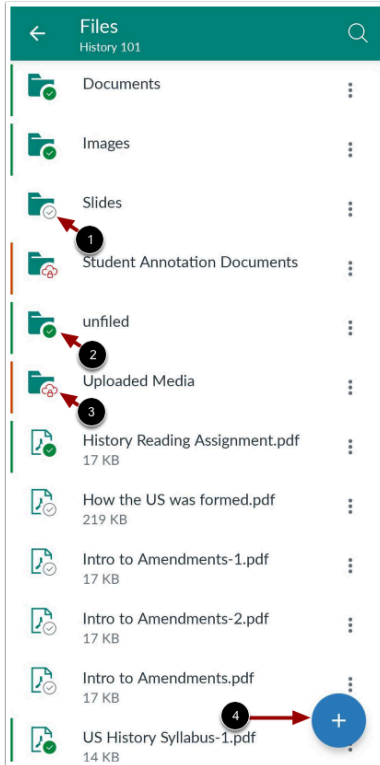 Files
History 101
Documents
Images
Slides
1
Student Annotation Documents
unfiled
2
Uploaded Media
3
History Reading Assignment.pdf
17 KB
How the US was formed.pdf
219 KB
Intro to Amendments-1.pdf
17 KB
Intro to Amendments-2.pdf
17 KB
Intro to Amendments.pdf
17 KB
4
+
US History Syllabus-1.pdf
14 KB